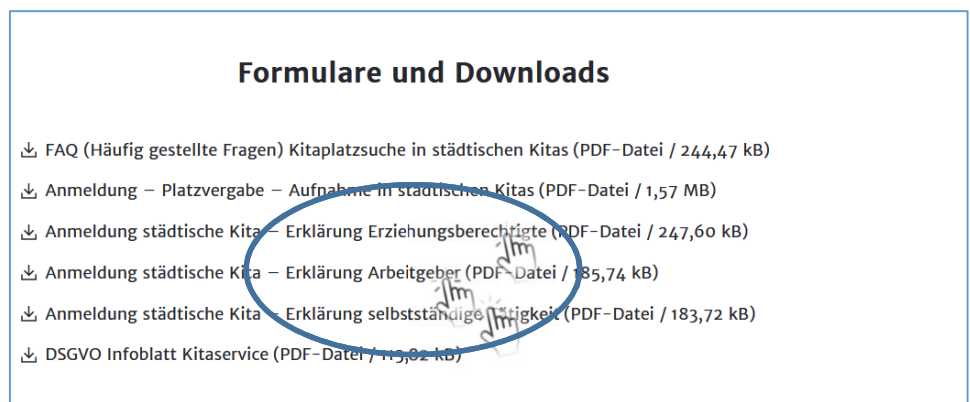 Formulare und Downloads
FAQ (Häufig gestellte Fragen) Kitaplatzsuche in städtischen Kitas (PDF-Datei / 244,47 kB)
Anmeldung – Platzvergabe – Aufnahme in städtischen Kitas (PDF-Datei / 1,57 MB)
Anmeldung städtische Kita – Erklärung Erziehungsberechtigte (PDF-Datei / 247,60 kB)
Anmeldung städtische Kita – Erklärung Arbeitgeber (PDF-Datei / 185,74 kB)
Anmeldung städtische Kita – Erklärung selbstständige Tätigkeit (PDF-Datei / 183,72 kB)
DSGVO Infoblatt Kitaservice (PDF-Datei / 113,82 kB)